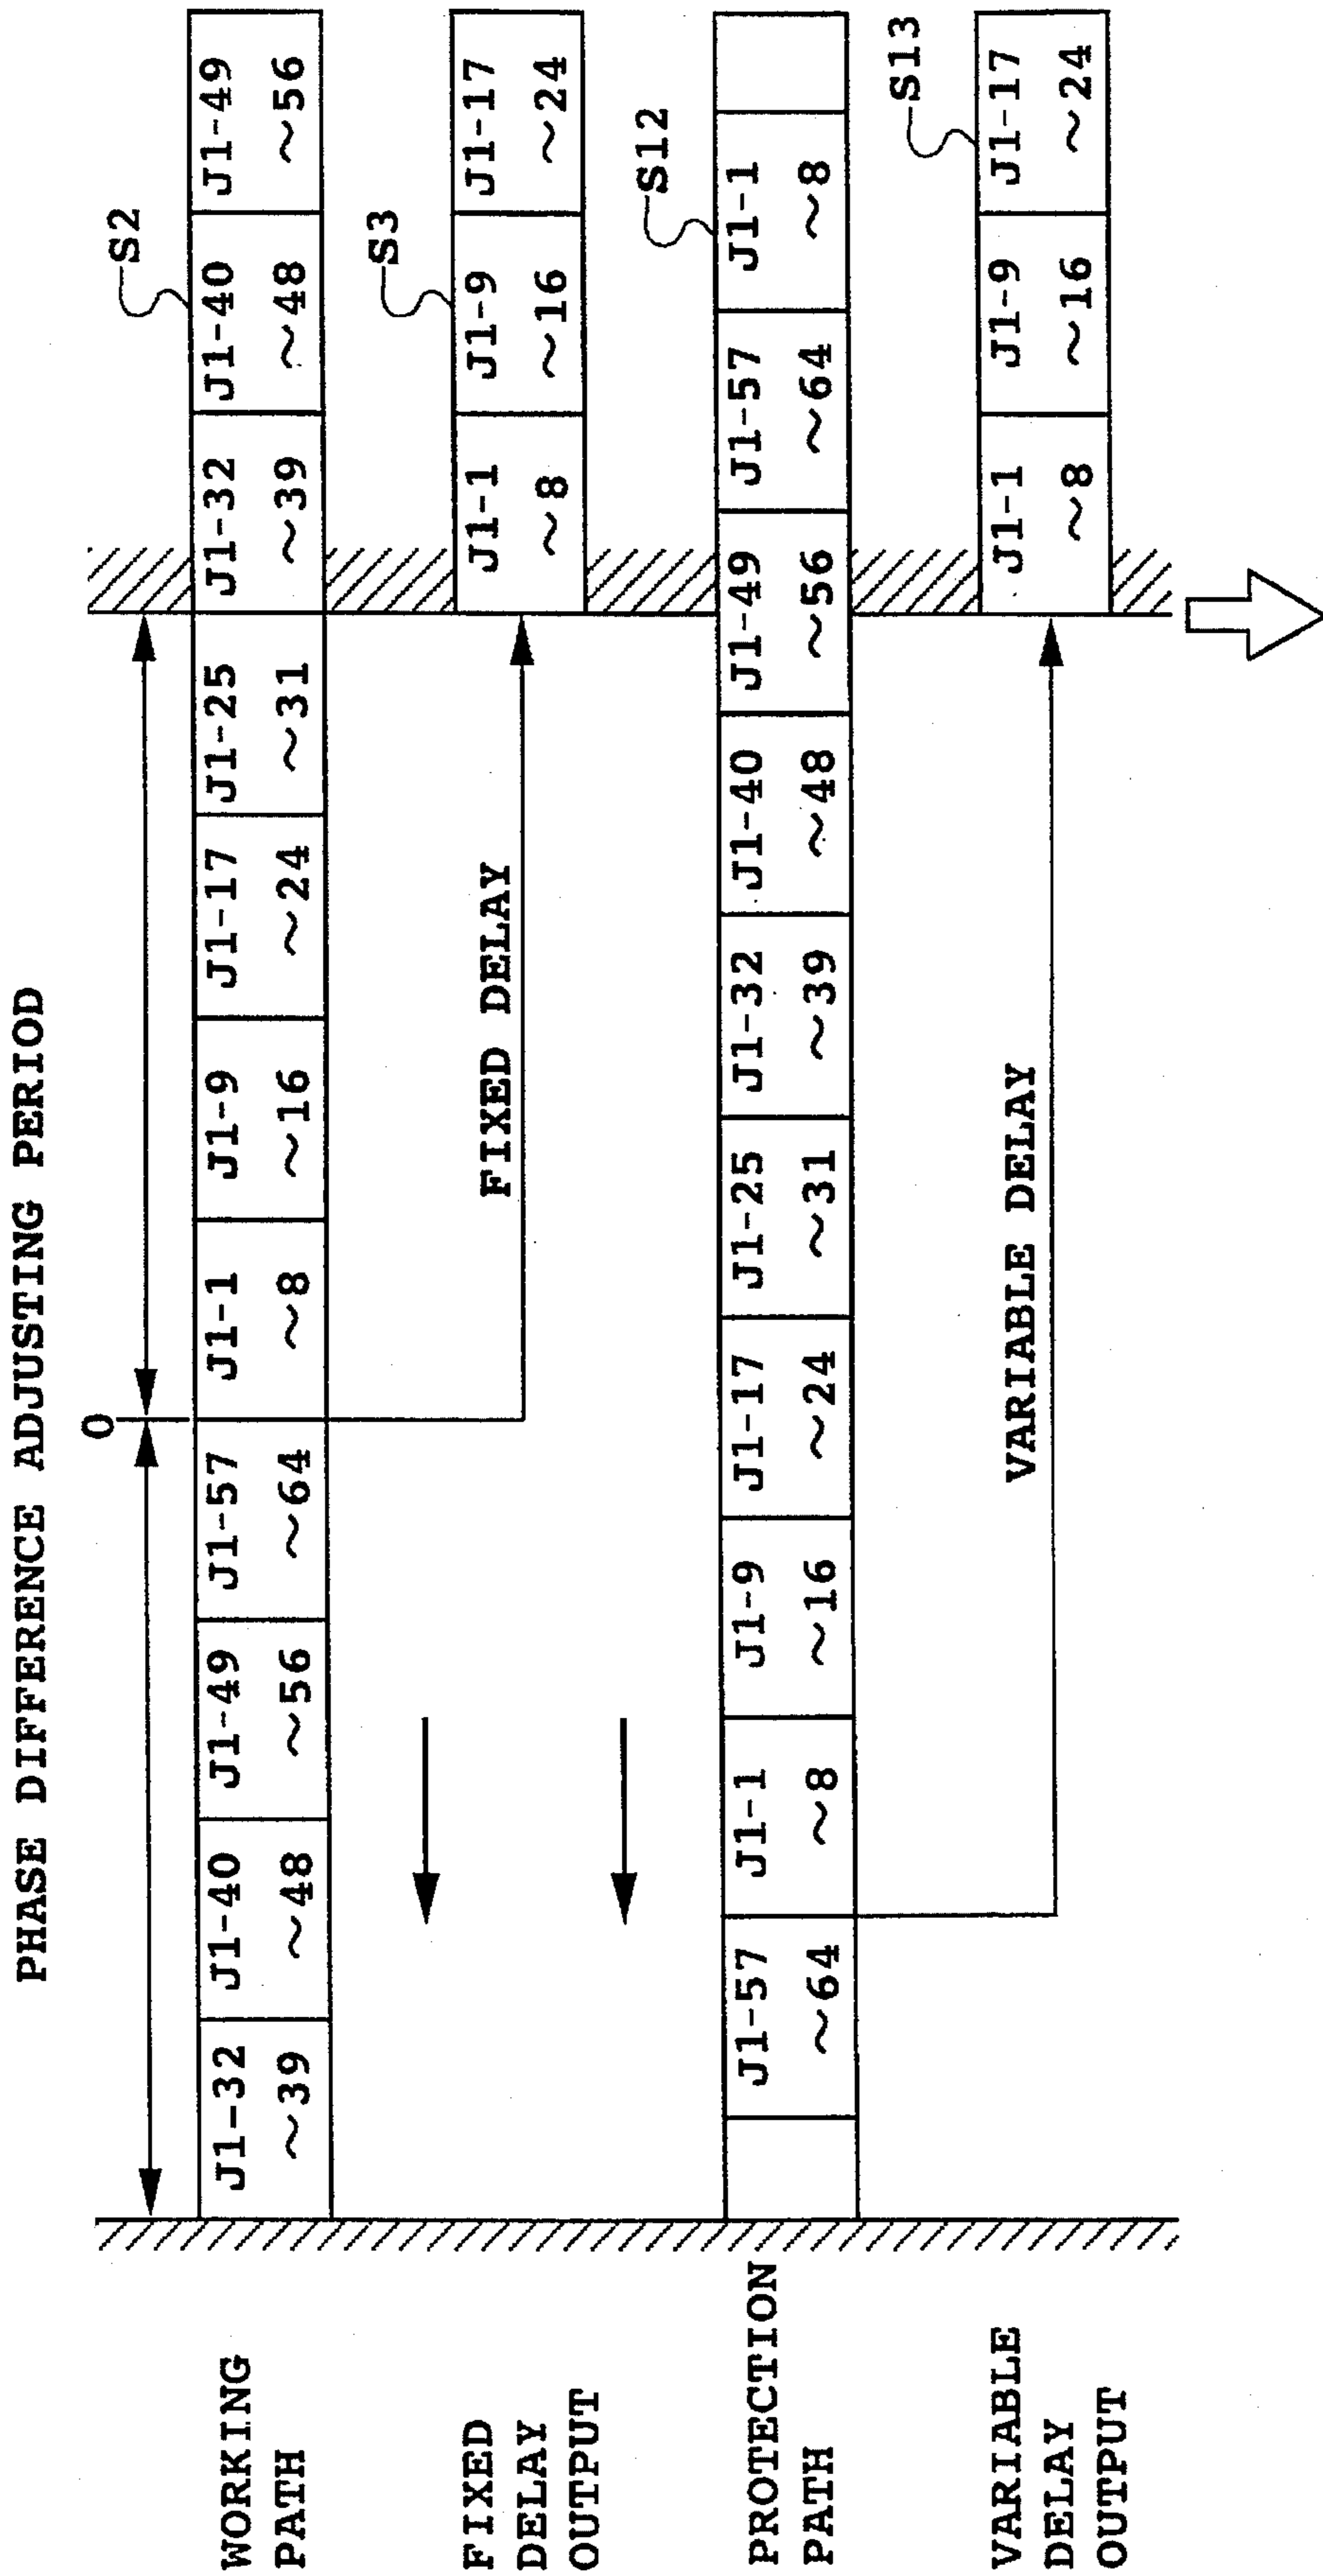 PHASE DIFFERENCE ADJUSTING PERIOD
0
S2
WORKING
PATH
J1-32
~39
J1-40
~48
J1-49
~56
J1-57
~64
J1-1
~8
J1-9
~16
J1-17
~24
J1-25
~31
J1-32
~39
J1-40
~48
J1-49
~56
S3
FIXED
DELAY
OUTPUT
FIXED DELAY
J1-1
~8
J1-9
~16
J1-17
~24
S12
PROTECTION
PATH
J1-57
~64
J1-1
~8
J1-9
~16
J1-17
~24
J1-25
~31
J1-32
~39
J1-40
~48
J1-49
~56
J1-57
~64
J1-1
~8
S13
VARIABLE
DELAY
OUTPUT
VARIABLE DELAY
J1-1
~8
J1-9
~16
J1-17
~24